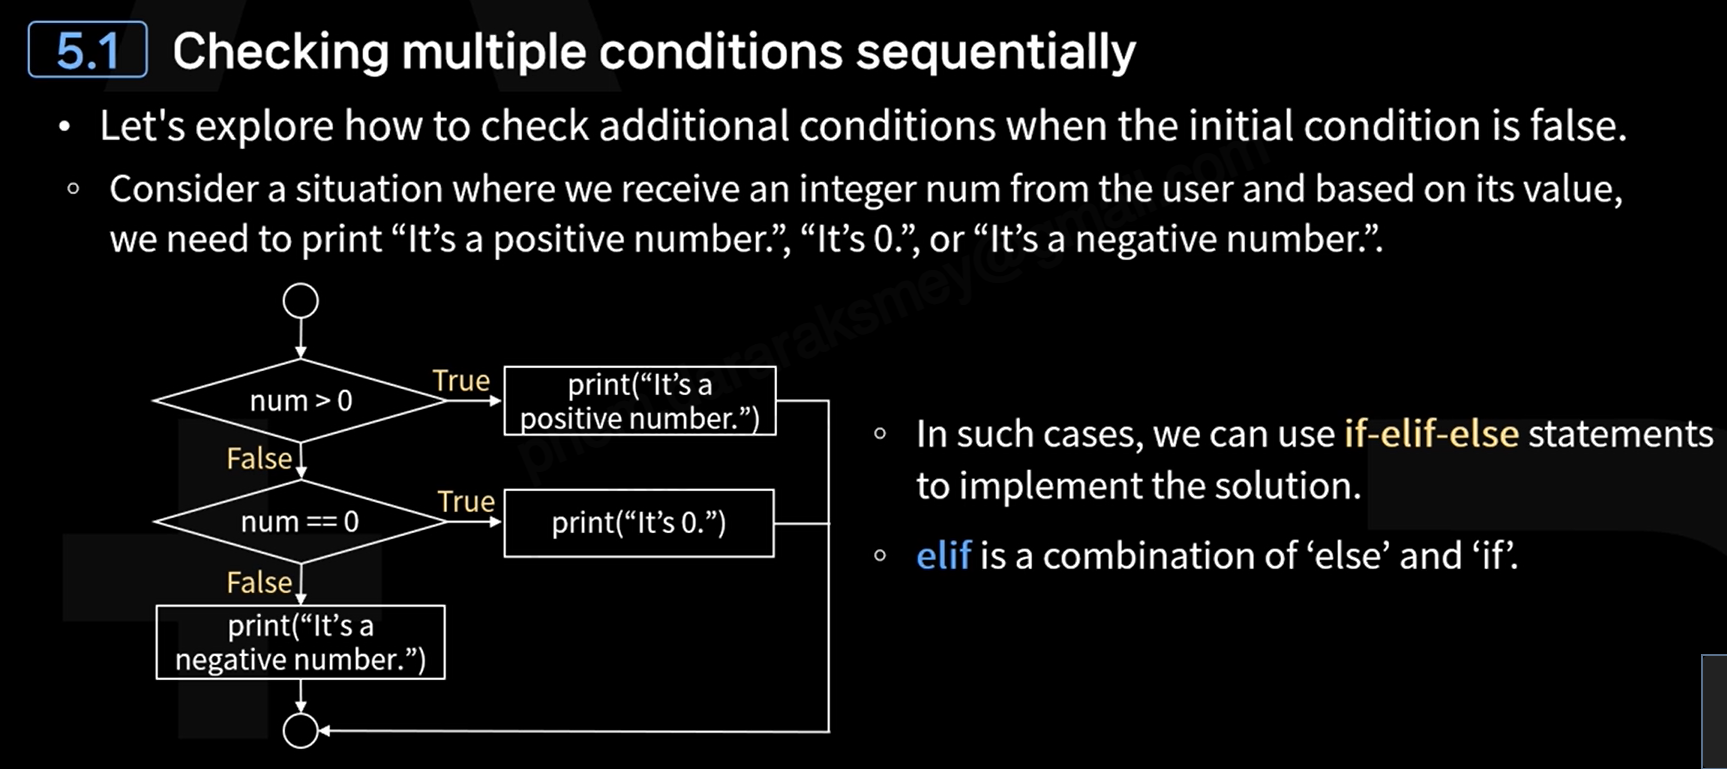 5.1 Checking multiple conditions sequentially
• Let's explore how to check additional conditions when the initial condition is false.
◦ Consider a situation where we receive an integer num from the user and based on its value,
we need to print “It’s a positive number.”, “It’s 0.”, or “It’s a negative number.”.
num > 0
True
print(“It’s a
positive number.”)
False
num == 0
True
print(“It’s 0.”)
False
print(“It’s a
negative number.”)
◦ In such cases, we can use if-elif-else statements
to implement the solution.
◦ elif is a combination of ‘else’ and ‘if’.